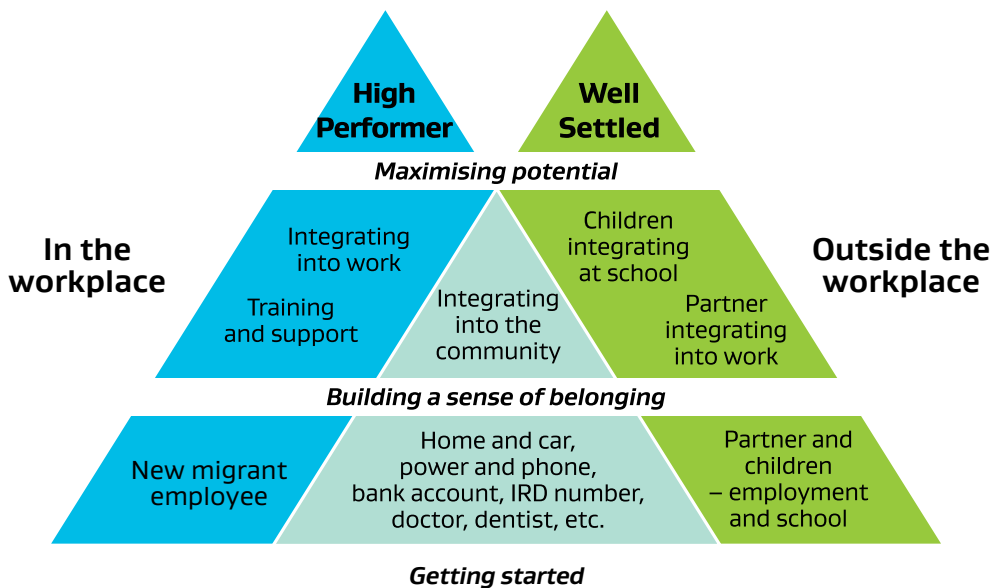 High
Performer
Well
Settled
Maximising potential
In the
workplace
Integrating
into work
Training
and support
Integrating
into the
community
Children
integrating
at school
Partner
integrating
into work
Outside the
workplace
Building a sense of belonging
New migrant
employee
Home and car,
power and phone,
bank account, IRD number,
doctor, dentist, etc.
Partner and
children
– employment
and school
Getting started